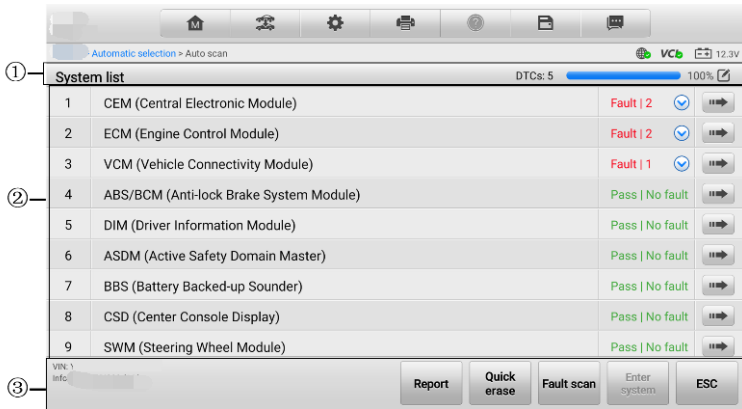 M
?
Automatic selection > Auto scan VCb 12.3V
① System list DTCs: 5 100%
1 CEM (Central Electronic Module) Fault | 2
2 ECM (Engine Control Module) Fault | 2
3 VCM (Vehicle Connectivity Module) Fault | 1
② 4 ABS/BCM (Anti-lock Brake System Module) Pass | No fault
5 DIM (Driver Information Module) Pass | No fault
6 ASDM (Active Safety Domain Master) Pass | No fault
7 BBS (Battery Backed-up Sounder) Pass | No fault
8 CSD (Center Console Display) Pass | No fault
9 SWM (Steering Wheel Module) Pass | No fault
VIN:
Info:
③ Report Quick erase Fault scan Enter system ESC